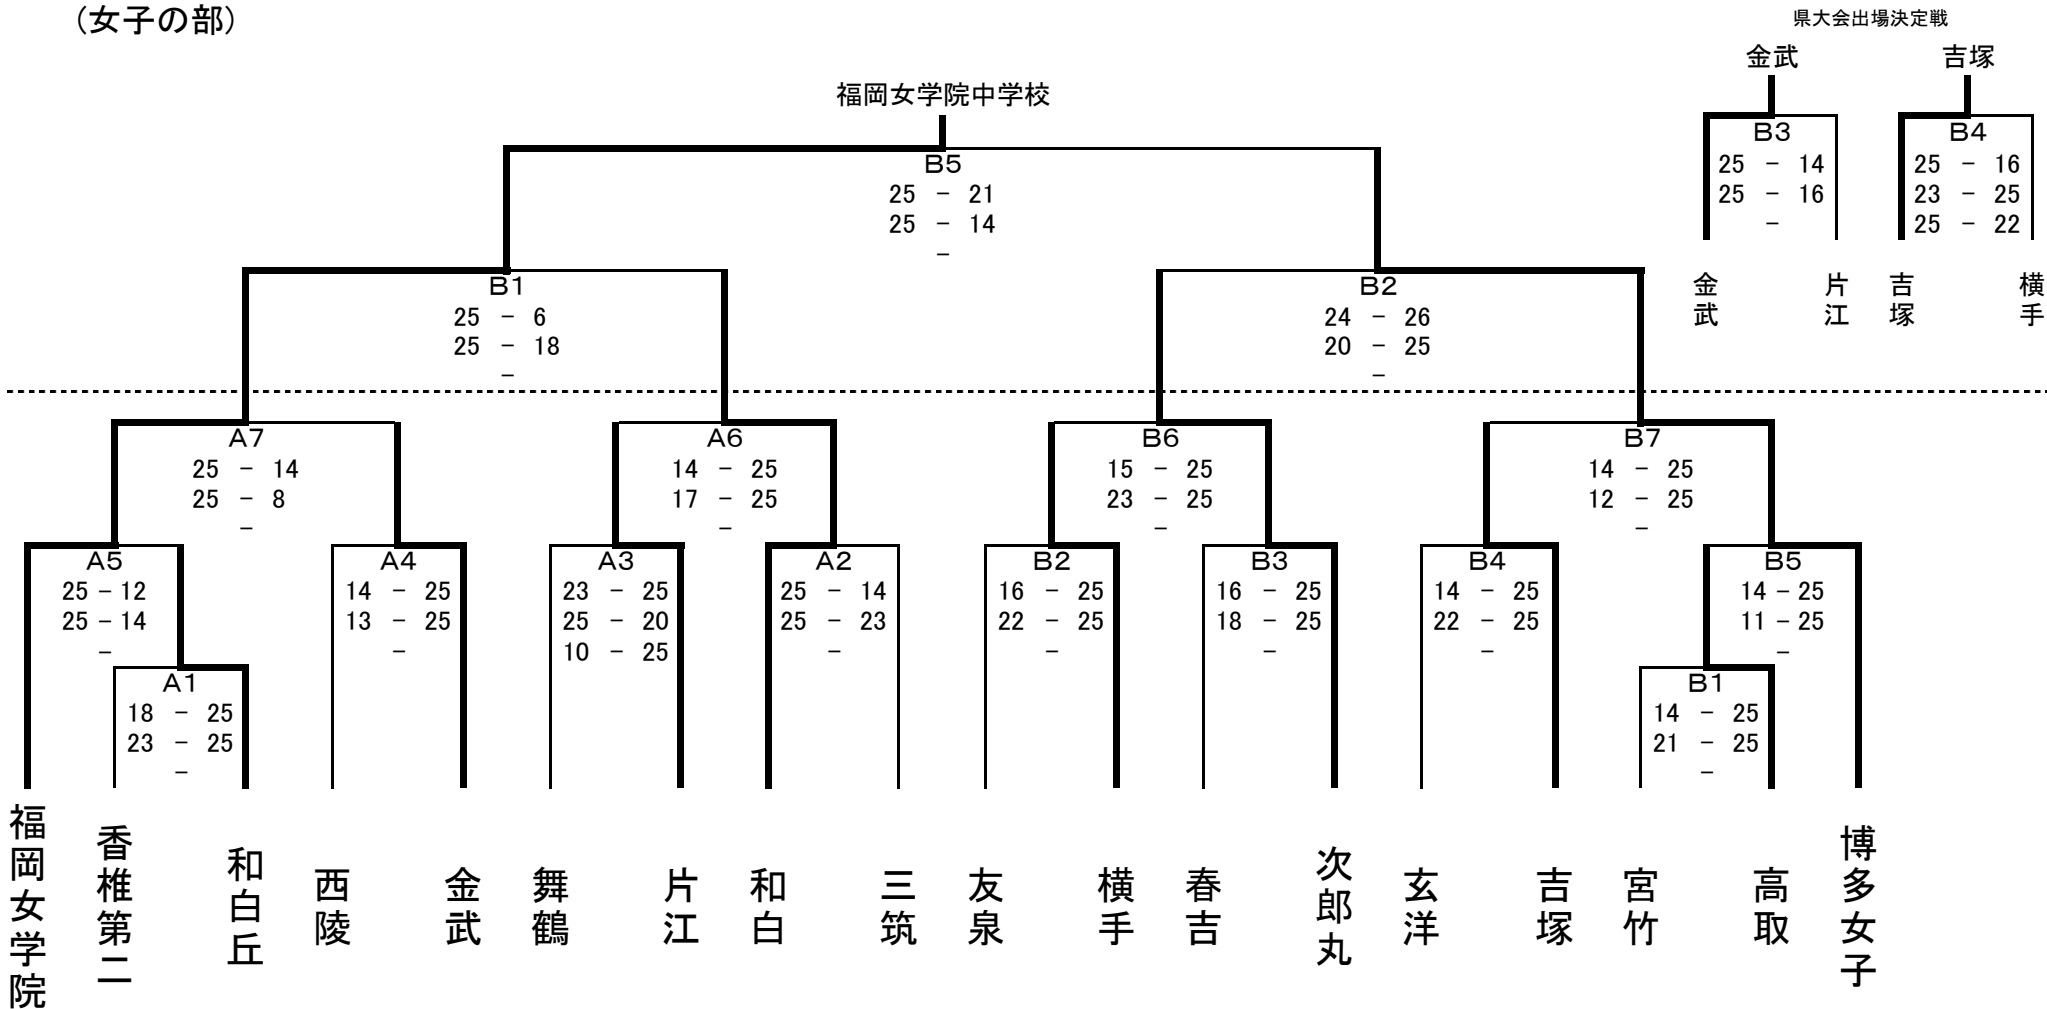 （女子の部）
県大会出場決定戦
金武
吉塚
福岡女学院中学校
B3
25 － 14
25 － 16
－
B4
25 － 16
23 － 25
25 － 22
金武
片江
吉塚
横手
B5
25 － 21
25 － 14
－
B1
25 － 6
25 － 18
－
B2
24 － 26
20 － 25
－
A7
25 － 14
25 － 8
－
A6
14 － 25
17 － 25
－
B6
15 － 25
23 － 25
－
B7
14 － 25
12 － 25
－
A5
25 － 12
25 － 14
－
A4
14 － 25
13 － 25
－
A3
23 － 25
25 － 20
10 － 25
A2
25 － 14
25 － 23
－
B2
16 － 25
22 － 25
－
B3
16 － 25
18 － 25
－
B4
14 － 25
22 － 25
－
B5
14 － 25
11 － 25
－
A1
18 － 25
23 － 25
－
B1
14 － 25
21 － 25
－
福岡女学院
香椎第二
和白丘
西陵
金武
舞鶴
片江
和白
三筑
友泉
横手
春吉
次郎丸
玄洋
吉塚
宮竹
高取
博多女子